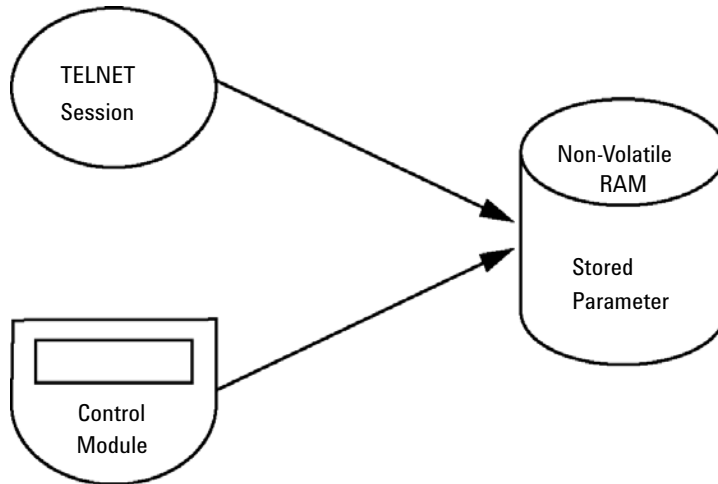 TELNET
Session
Non-Volatile
RAM
Stored
Parameter
Control
Module